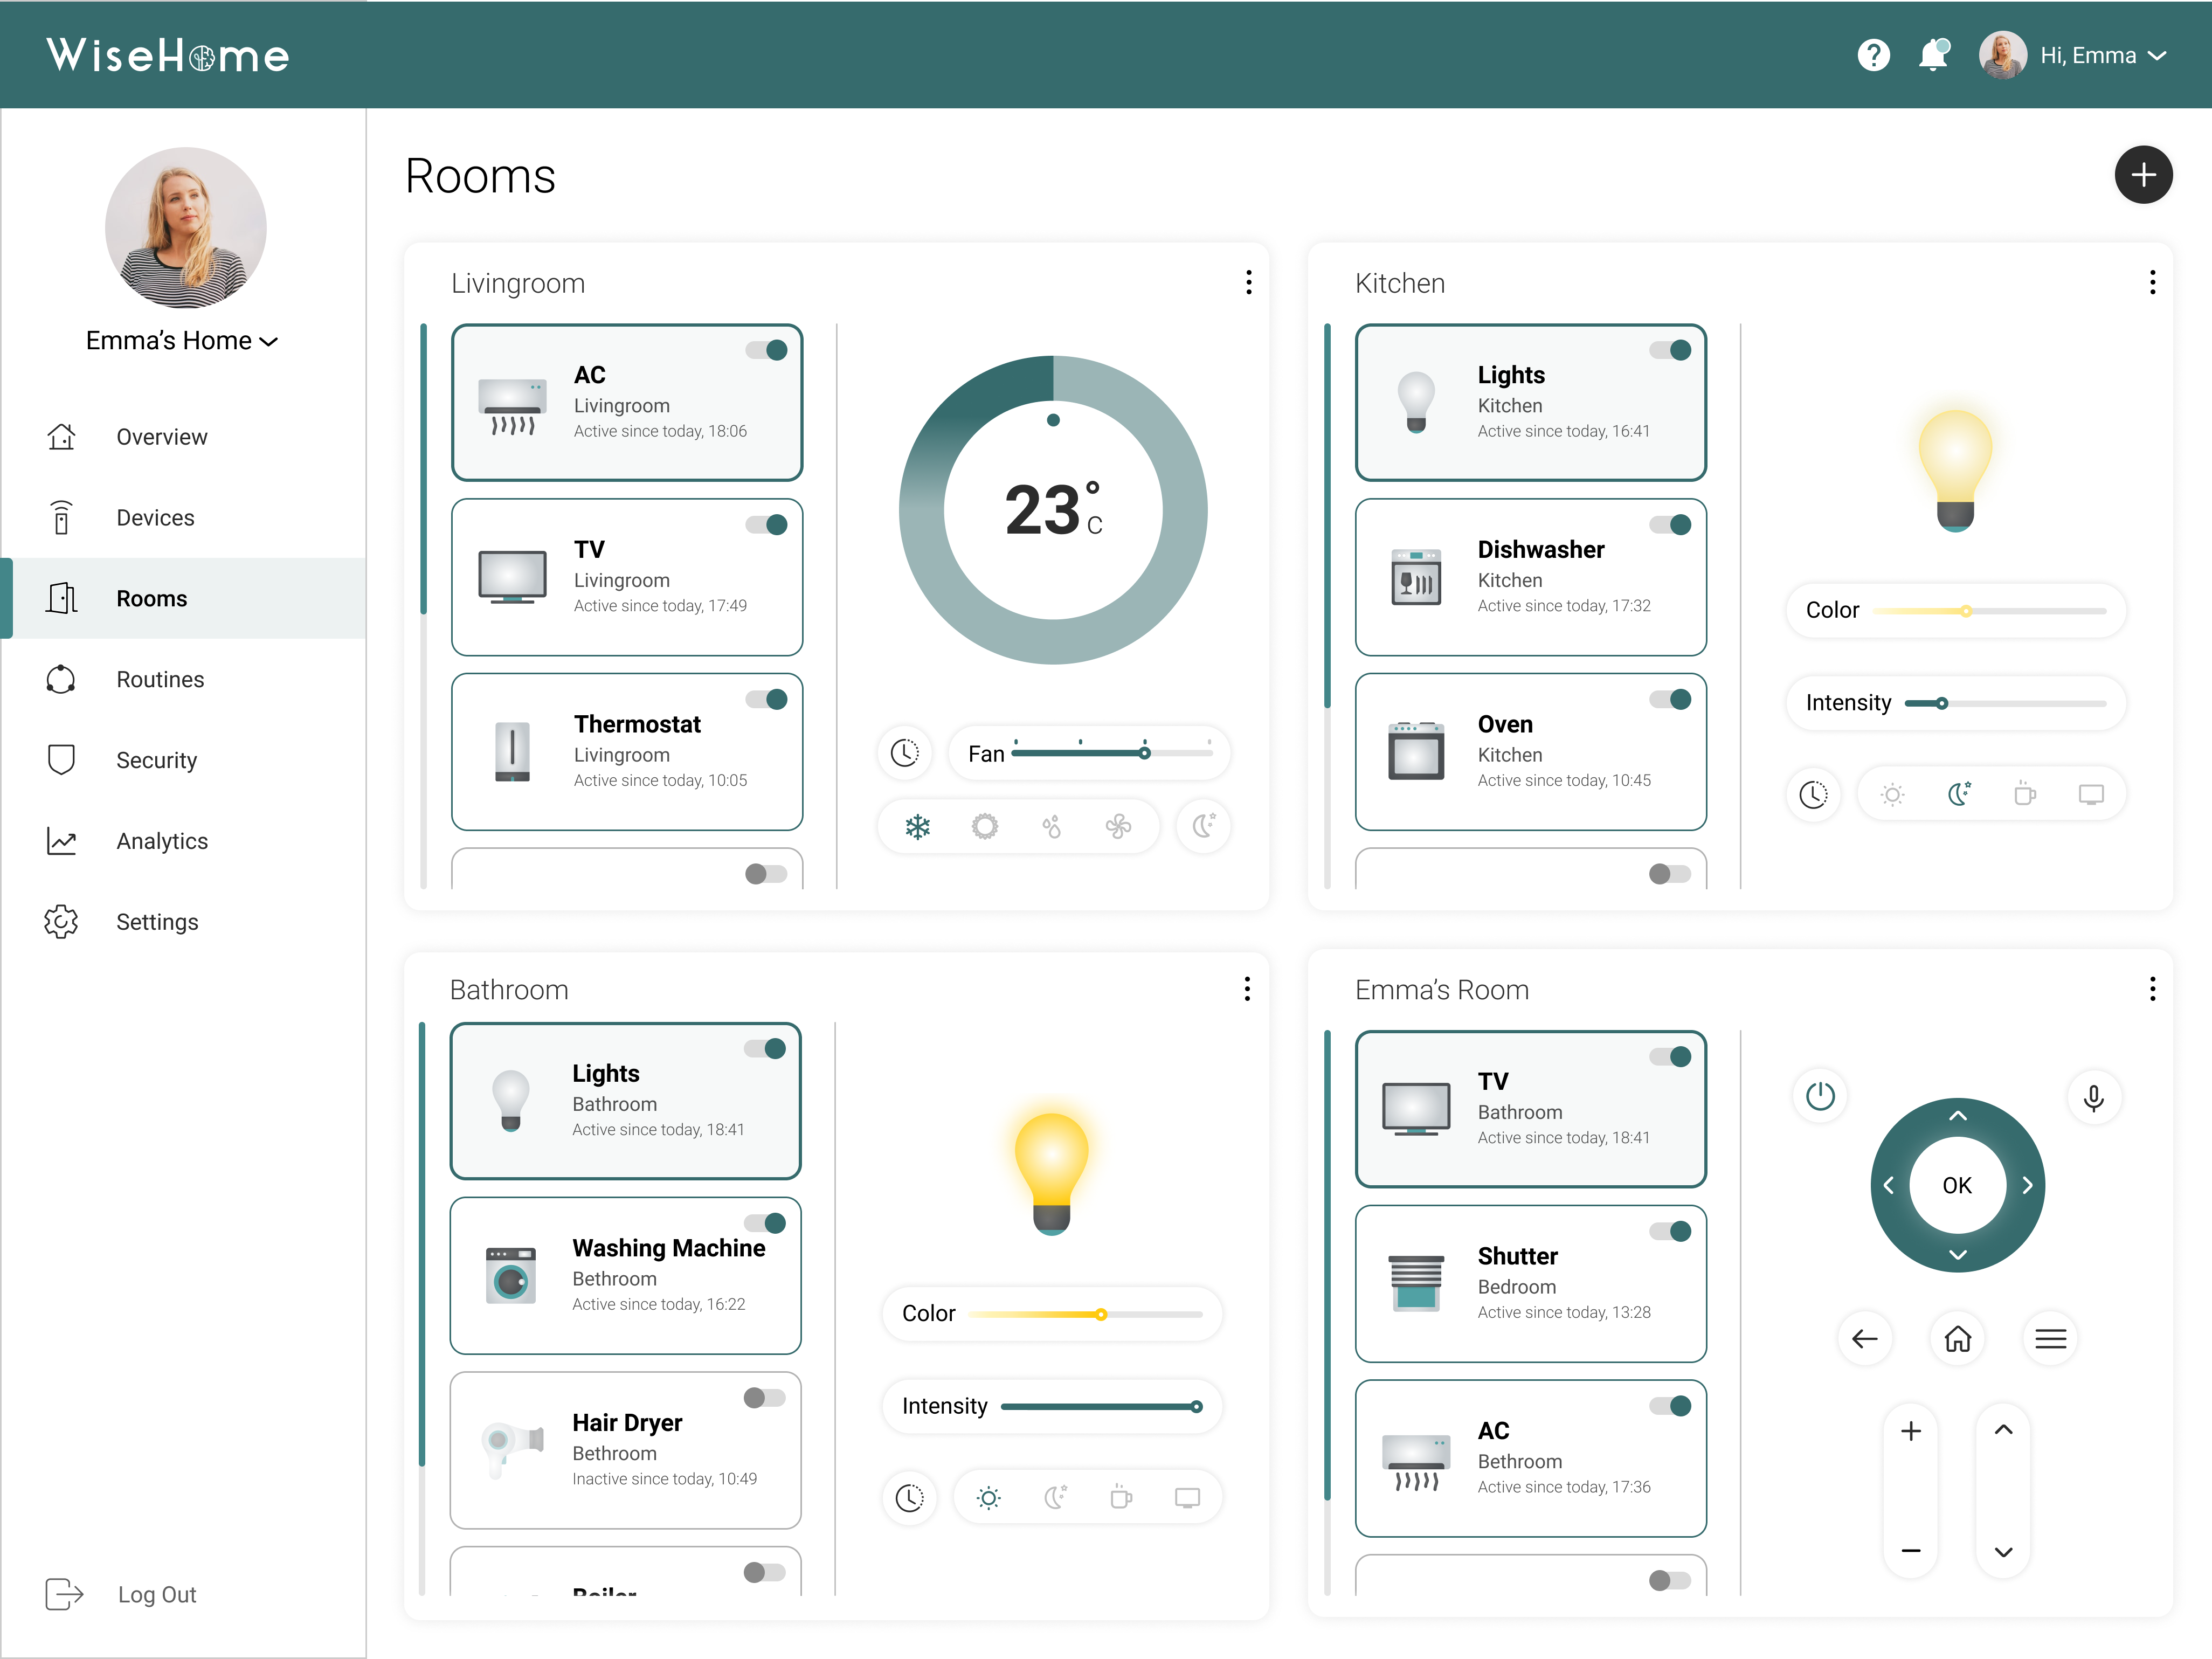 WiseHome
Hi, Emma
Emma’s Home
Overview
Devices
Rooms
Routines
Security
Analytics
Settings
Log Out
Rooms
Livingroom
AC
Livingroom
Active since today, 18:06
TV
Livingroom
Active since today, 17:49
Thermostat
Livingroom
Active since today, 10:05
23°C
Fan
Kitchen
Lights
Kitchen
Active since today, 16:41
Dishwasher
Kitchen
Active since today, 17:32
Oven
Kitchen
Active since today, 10:45
Color
Intensity
Bathroom
Lights
Bathroom
Active since today, 18:41
Washing Machine
Bethroom
Active since today, 16:22
Hair Dryer
Bethroom
Inactive since today, 10:49
Boiler
Color
Intensity
Emma’s Room
TV
Bathroom
Active since today, 18:41
Shutter
Bedroom
Active since today, 13:28
AC
Bethroom
Active since today, 17:36
OK